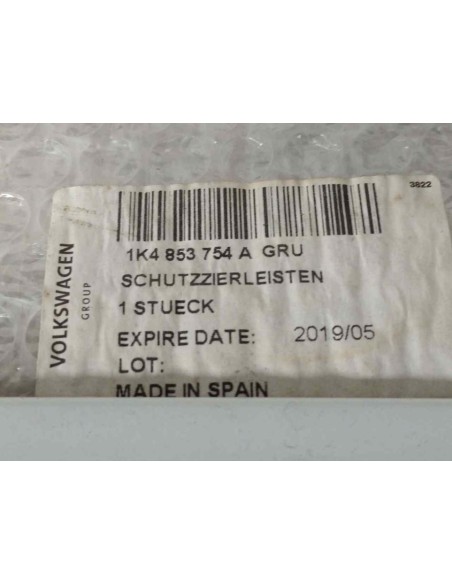 3822
VOLKSWAGEN
GROUP
1K4 853 754 A GRU
SCHUTZZIERLEISTEN
1 STUECK
EXPIRE DATE: 2019/05
LOT:
MADE IN SPAIN